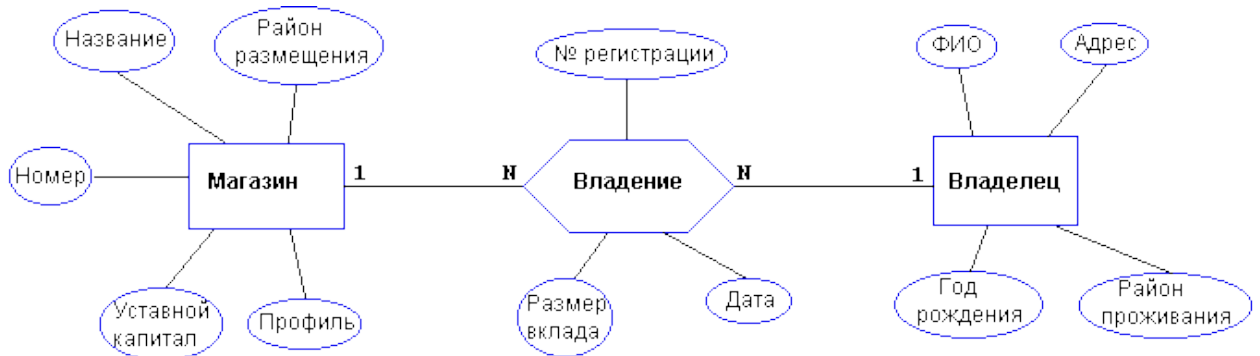 Название
Район
размещения
№ регистрации
ФИО
Адрес
Номер
Магазин
1
N
Владение
N
1
Владелец
Уставной
капитал
Профиль
Размер
вклада
Дата
Год
рождения
Район
проживания